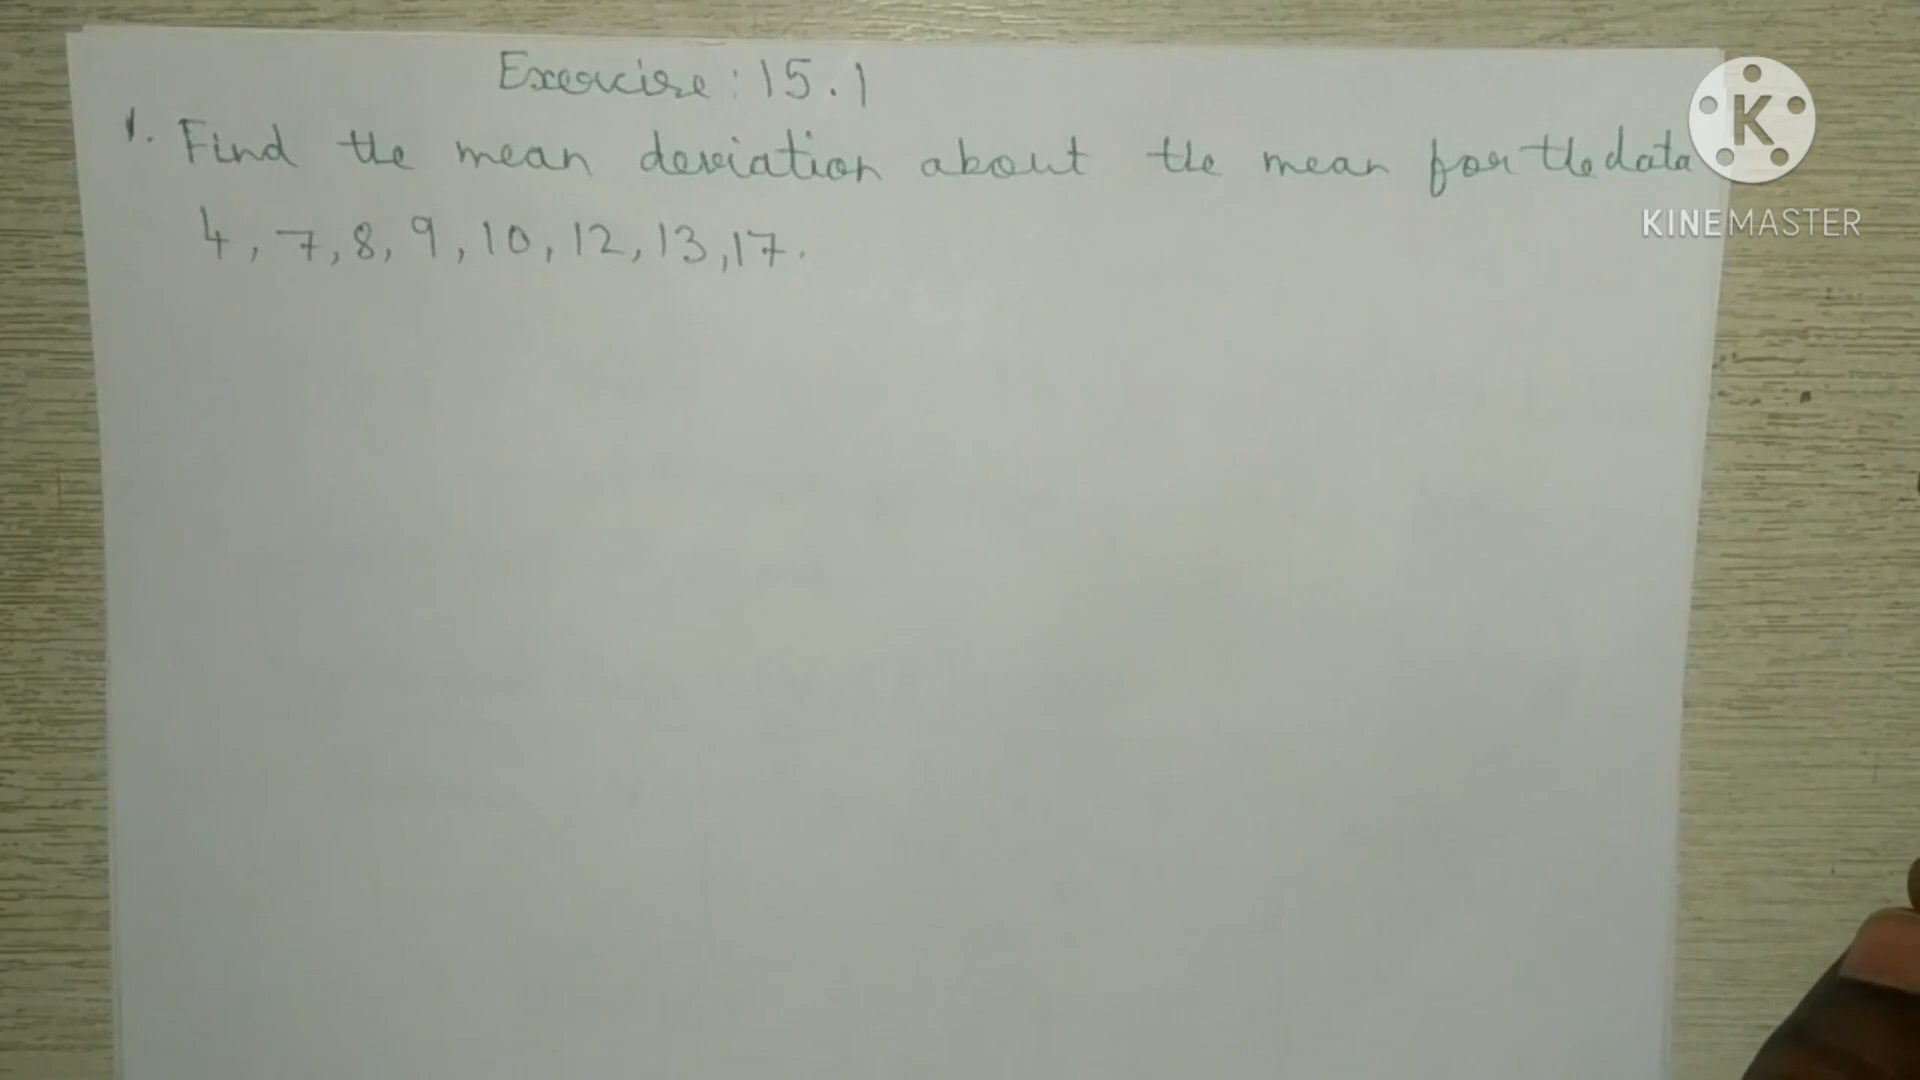 Exercise : 15.1
1. Find the mean deviation about the mean for the data
4, 7, 8, 9, 10, 12, 13, 17.
K
KINEMASTER